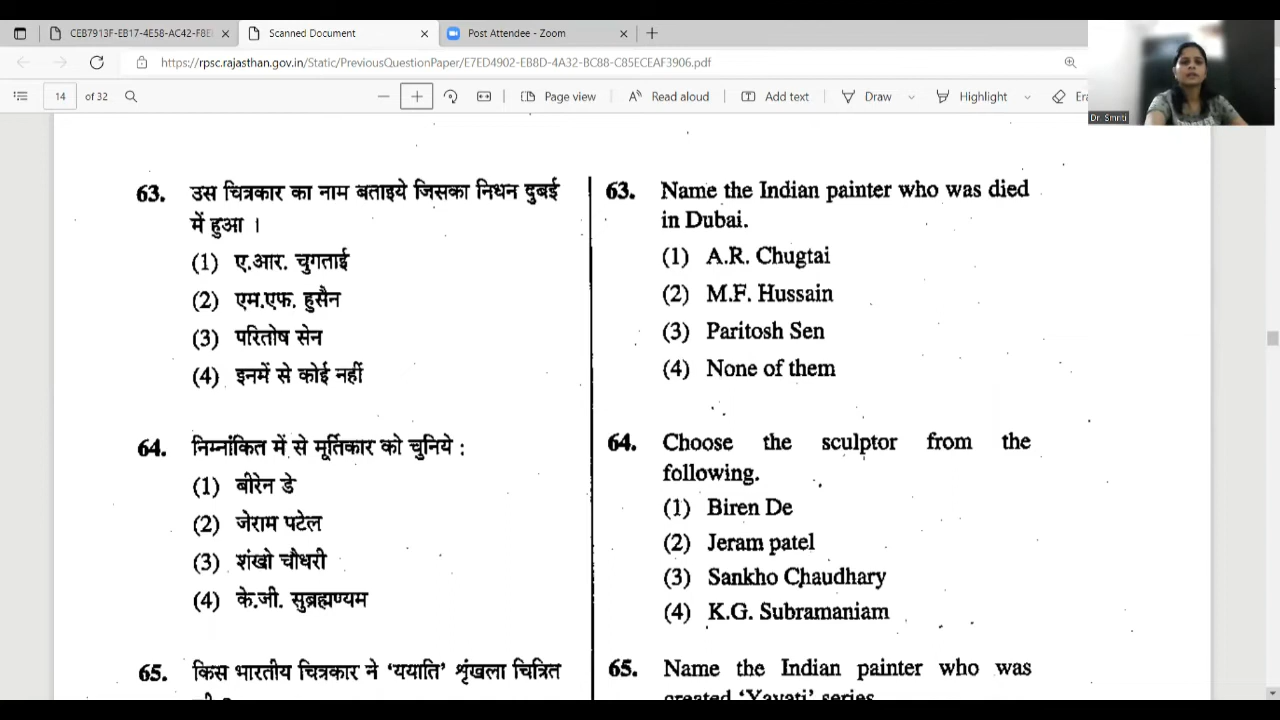 CEB7913F-EB17-4E58-AC42-F8E
Scanned Document
Post Attendee - Zoom
https://rpsc.rajasthan.gov.in/Static/PreviousQuestionPaper/E7ED4902-EB8D-4A32-BC88-C85ECEAF3906.pdf
14 of 32
Page view
Read aloud
Add text
Draw
Highlight
Era
Dr. Smriti
63. उस चित्रकार का नाम बताइये जिसका निधन दुबई
में हुआ ।
(1) ए.आर. चुगताई
(2) एम.एफ. हुसैन
(3) परितोष सेन
(4) इनमें से कोई नहीं
64. निम्नांकित में से मूर्तिकार को चुनिये :
(1) बीरेन डे
(2) जेराम पटेल
(3) शंखो चौधरी
(4) के.जी. सुब्रह्मण्यम
65. किस भारतीय चित्रकार ने ‘ययाति’ शृंखला चित्रित
63. Name the Indian painter who was died
in Dubai.
(1) A.R. Chugtai
(2) M.F. Hussain
(3) Paritosh Sen
(4) None of them
64. Choose the sculptor from the
following.
(1) Biren De
(2) Jeram patel
(3) Sankho Chaudhary
(4) K.G. Subramaniam
65. Name the Indian painter who was
created ‘Yayati’ series